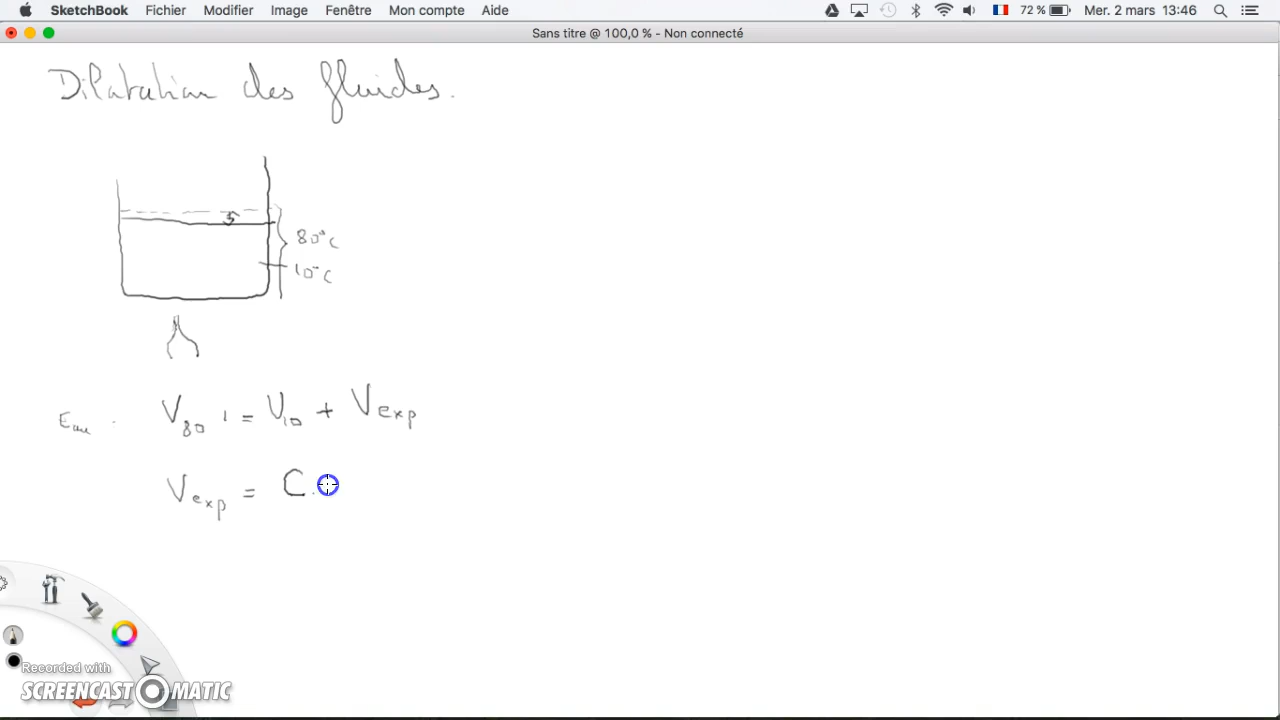 SketchBook Fichier Modifier Image Fenêtre Mon compte Aide 72 % Mer. 2 mars 13:46
Sans titre @ 100,0 % - Non connecté
Dilatation des fluides.
5
80°C
10°C
Eau. V80 = V10 + Vexp
Vexp = C.
Recorded with
SCREENCAST MATIC